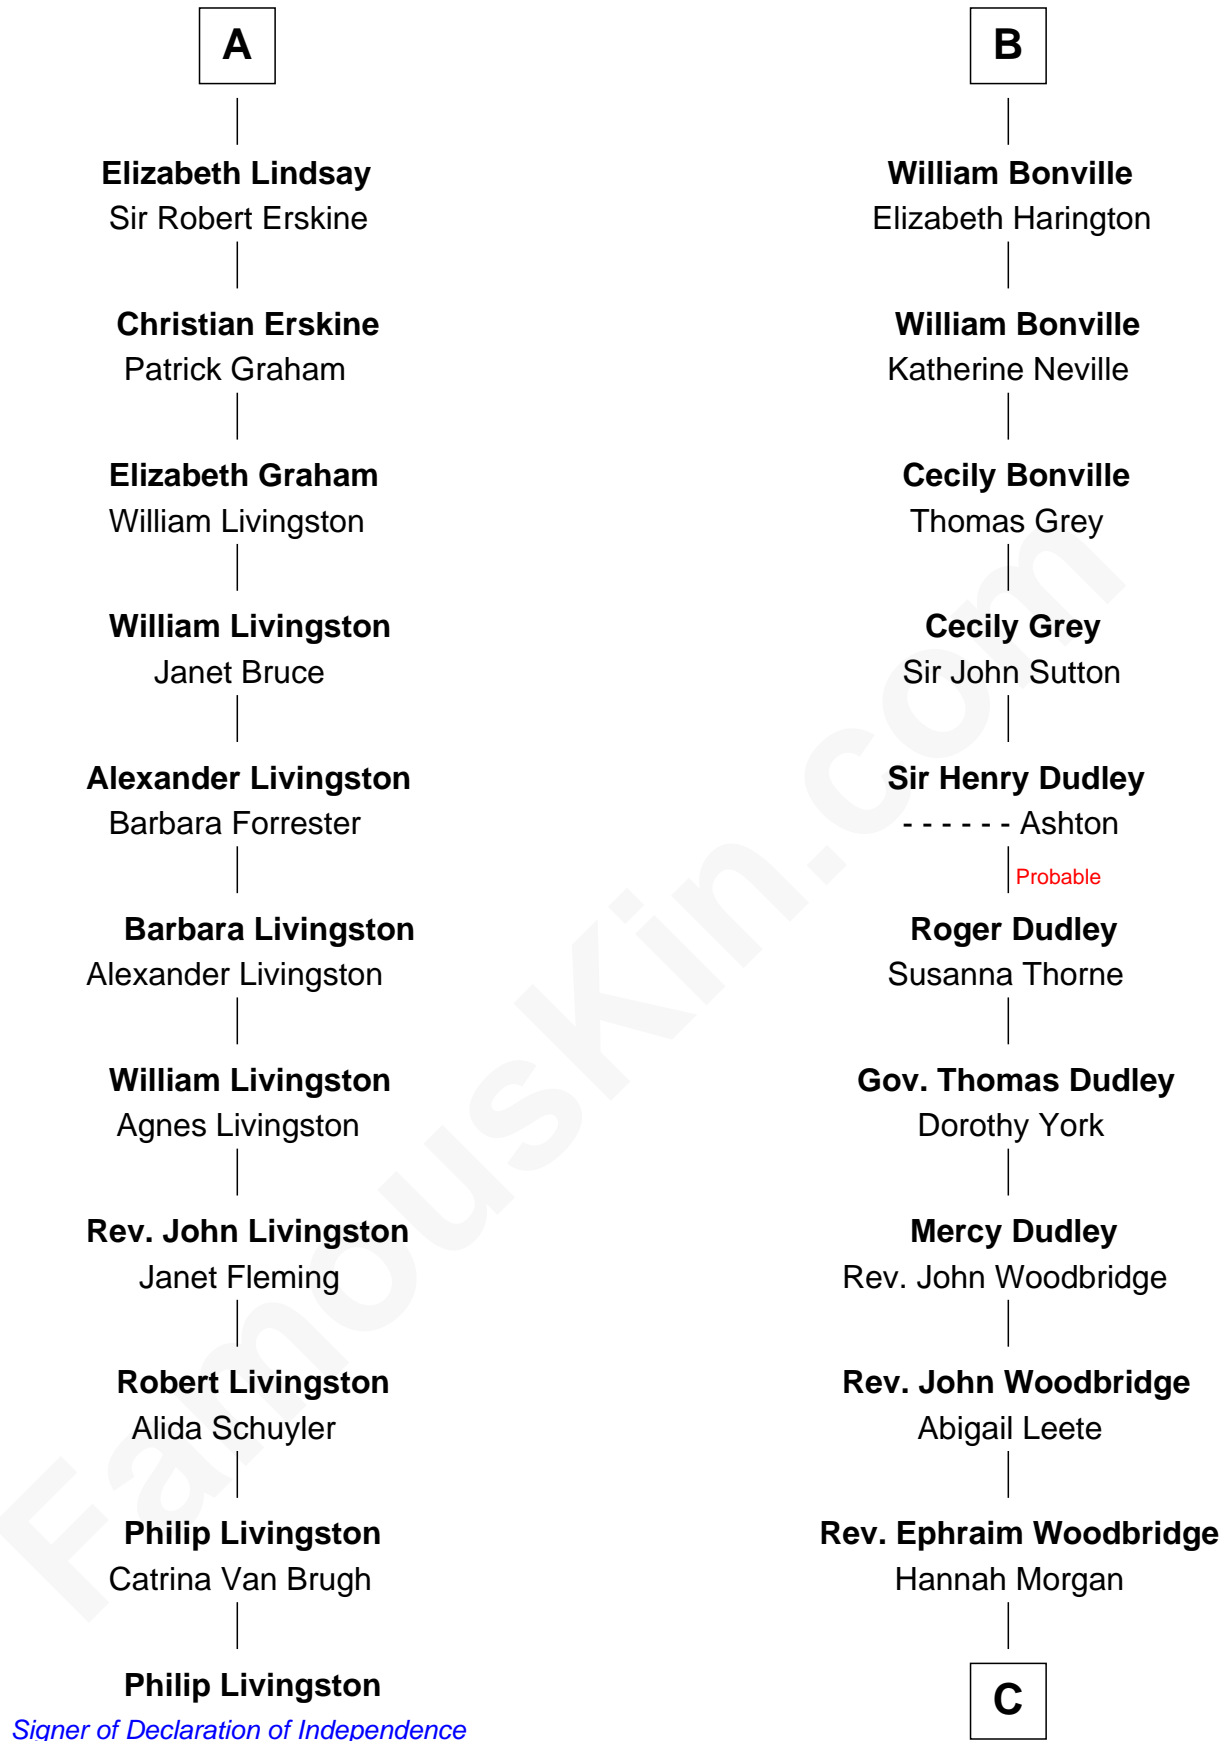 A
Elizabeth Lindsay
Sir Robert Erskine
Christian Erskine
Patrick Graham
Elizabeth Graham
William Livingston
William Livingston
Janet Bruce
Alexander Livingston
Barbara Forrester
Barbara Livingston
Alexander Livingston
William Livingston
Agnes Livingston
Rev. John Livingston
Janet Fleming
Robert Livingston
Alida Schuyler
Philip Livingston
Catrina Van Brugh
Philip Livingston
Signer of Declaration of Independence
B
William Bonville
Elizabeth Harington
William Bonville
Katherine Neville
Cecily Bonville
Thomas Grey
Cecily Grey
Sir John Sutton
Sir Henry Dudley
- - - - - - Ashton
Probable
Roger Dudley
Susanna Thorne
Gov. Thomas Dudley
Dorothy York
Mercy Dudley
Rev. John Woodbridge
Rev. John Woodbridge
Abigail Leete
Rev. Ephraim Woodbridge
Hannah Morgan
C
FamousKin.com